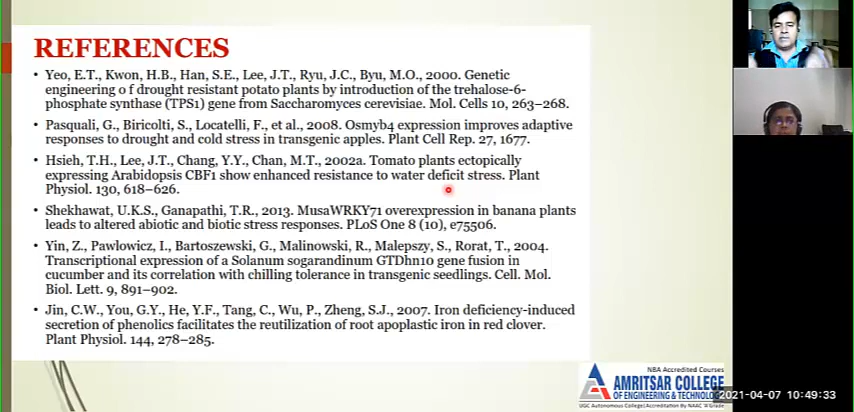 REFERENCES
• Yeo, E.T., Kwon, H.B., Han, S.E., Lee, J.T., Ryu, J.C., Byu, M.O., 2000. Genetic
engineering o f drought resistant potato plants by introduction of the trehalose-6-
phosphate synthase (TPS1) gene from Saccharomyces cerevisiae. Mol. Cells 10, 263–268.
• Pasquali, G., Biricolti, S., Locatelli, F., et al., 2008. Osmyb4 expression improves adaptive
responses to drought and cold stress in transgenic apples. Plant Cell Rep. 27, 1677.
• Hsieh, T.H., Lee, J.T., Chang, Y.Y., Chan, M.T., 2002a. Tomato plants ectopically
expressing Arabidopsis CBF1 show enhanced resistance to water deficit stress. Plant
Physiol. 130, 618–626.
• Shekhawat, U.K.S., Ganapathi, T.R., 2013. MusaWRKY71 overexpression in banana plants
leads to altered abiotic and biotic stress responses. PLoS One 8 (10), e75506.
• Yin, Z., Pawłowicz, I., Bartoszewski, G., Malinowski, R., Malepszy, S., Rorat, T., 2004.
Transcriptional expression of a Solanum sogarandinum GTDhn10 gene fusion in
cucumber and its correlation with chilling tolerance in transgenic seedlings. Cell. Mol.
Biol. Lett. 9, 891–902.
• Jin, C.W., You, G.Y., He, Y.F., Tang, C., Wu, P., Zheng, S.J., 2007. Iron deficiency-induced
secretion of phenolics facilitates the reutilization of root apoplastic iron in red clover.
Plant Physiol. 144, 278–285.
NBA Accredited Courses
AMRITSAR COLLEGE
OF ENGINEERING & TECHNOLO
UGC Autonomous College|Accreditation By NAAC 'A'Grade
2021-04-07 10:49:33